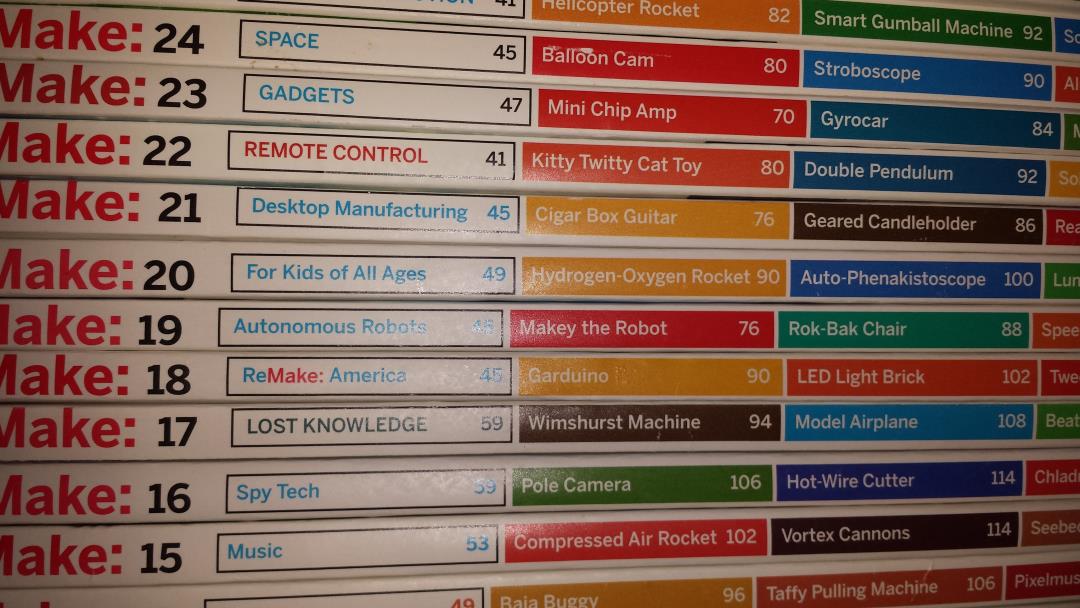 41 Helicopter Rocket 82 Smart Gumball Machine 92
Make: 24 SPACE 45 Balloon Cam 80 Stroboscope 90
Make: 23 GADGETS 47 Mini Chip Amp 70 Gyrocar 84
Make: 22 REMOTE CONTROL 41 Kitty Twitty Cat Toy 80 Double Pendulum 92
Make: 21 Desktop Manufacturing 45 Cigar Box Guitar 76 Geared Candleholder 86
Make: 20 For Kids of All Ages 49 Hydrogen-Oxygen Rocket 90 Auto-Phenakistoscope 100
Make: 19 Autonomous Robots Makey the Robot 76 Rok-Bak Chair 88
Make: 18 ReMake: America 45 Garduino 90 LED Light Brick 102
Make: 17 LOST KNOWLEDGE 59 Wimshurst Machine 94 Model Airplane 108
Make: 16 Spy Tech 59 Pole Camera 106 Hot-Wire Cutter 114
Make: 15 Music 53 Compressed Air Rocket 102 Vortex Cannons 114
49 Baja Buggy 96 Taffy Pulling Machine 106